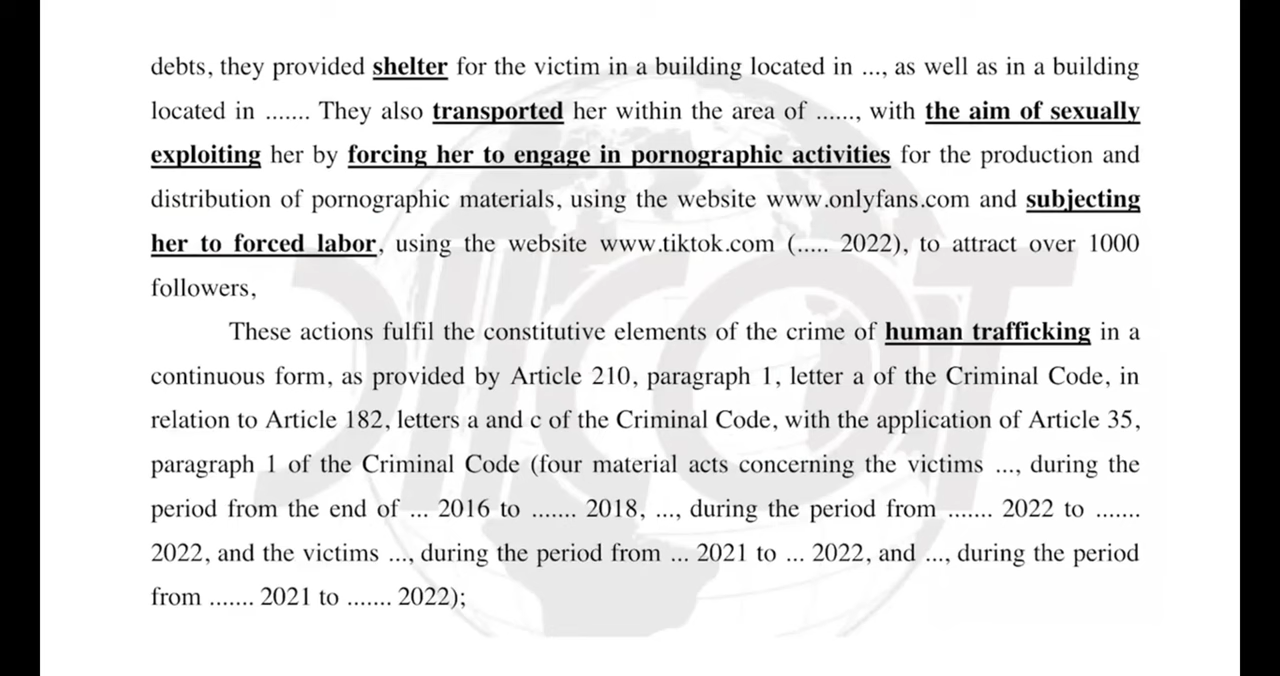 debts, they provided shelter for the victim in a building located in ..., as well as in a building
located in ....... They also transported her within the area of ......, with the aim of sexually
exploiting her by forcing her to engage in pornographic activities for the production and
distribution of pornographic materials, using the website www.onlyfans.com and subjecting
her to forced labor, using the website www.tiktok.com (..... 2022), to attract over 1000
followers,
These actions fulfil the constitutive elements of the crime of human trafficking in a
continuous form, as provided by Article 210, paragraph 1, letter a of the Criminal Code, in
relation to Article 182, letters a and c of the Criminal Code, with the application of Article 35,
paragraph 1 of the Criminal Code (four material acts concerning the victims ..., during the
period from the end of ... 2016 to ....... 2018, ..., during the period from ....... 2022 to .......
2022, and the victims ..., during the period from ... 2021 to ... 2022, and ..., during the period
from ....... 2021 to ....... 2022);
DIICOT